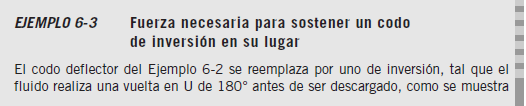 EJEMPLO 6-3 Fuerza necesaria para sostener un codo
de inversión en su lugar
El codo deflector del Ejemplo 6-2 se reemplaza por uno de inversión, tal que el
fluido realiza una vuelta en U de 180° antes de ser descargado, como se muestra